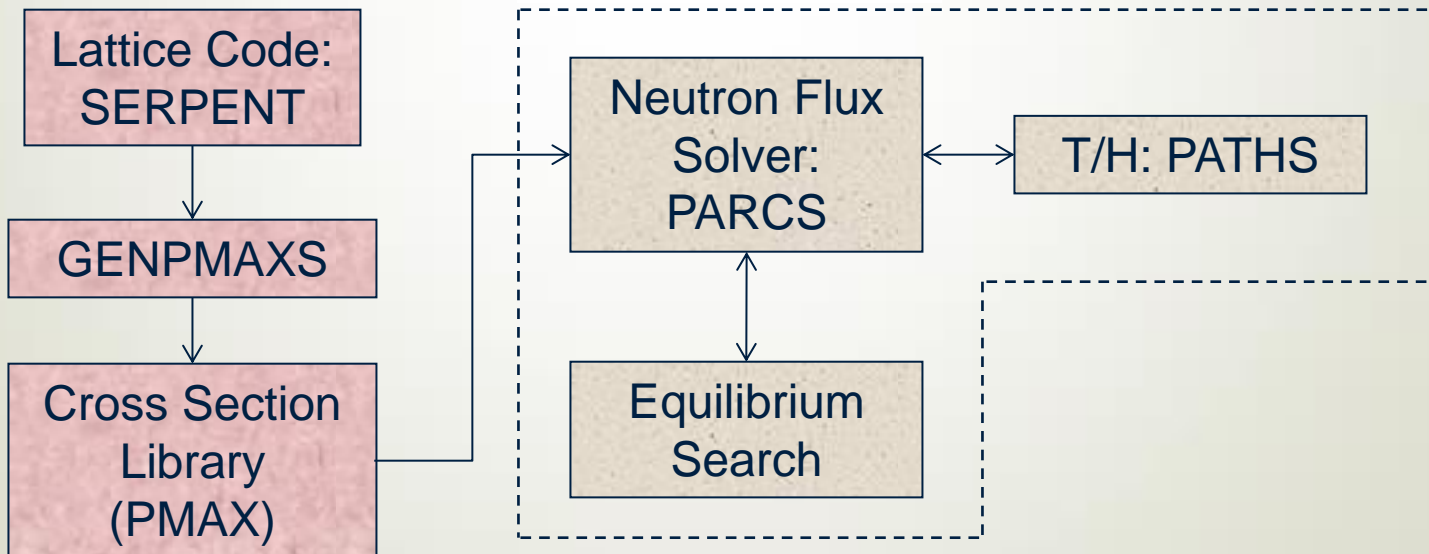 Lattice Code:
SERPENT
GENPMAXS
Cross Section
Library
(PMAX)
Neutron Flux
Solver:
PARCS
T/H: PATHS
Equilibrium
Search